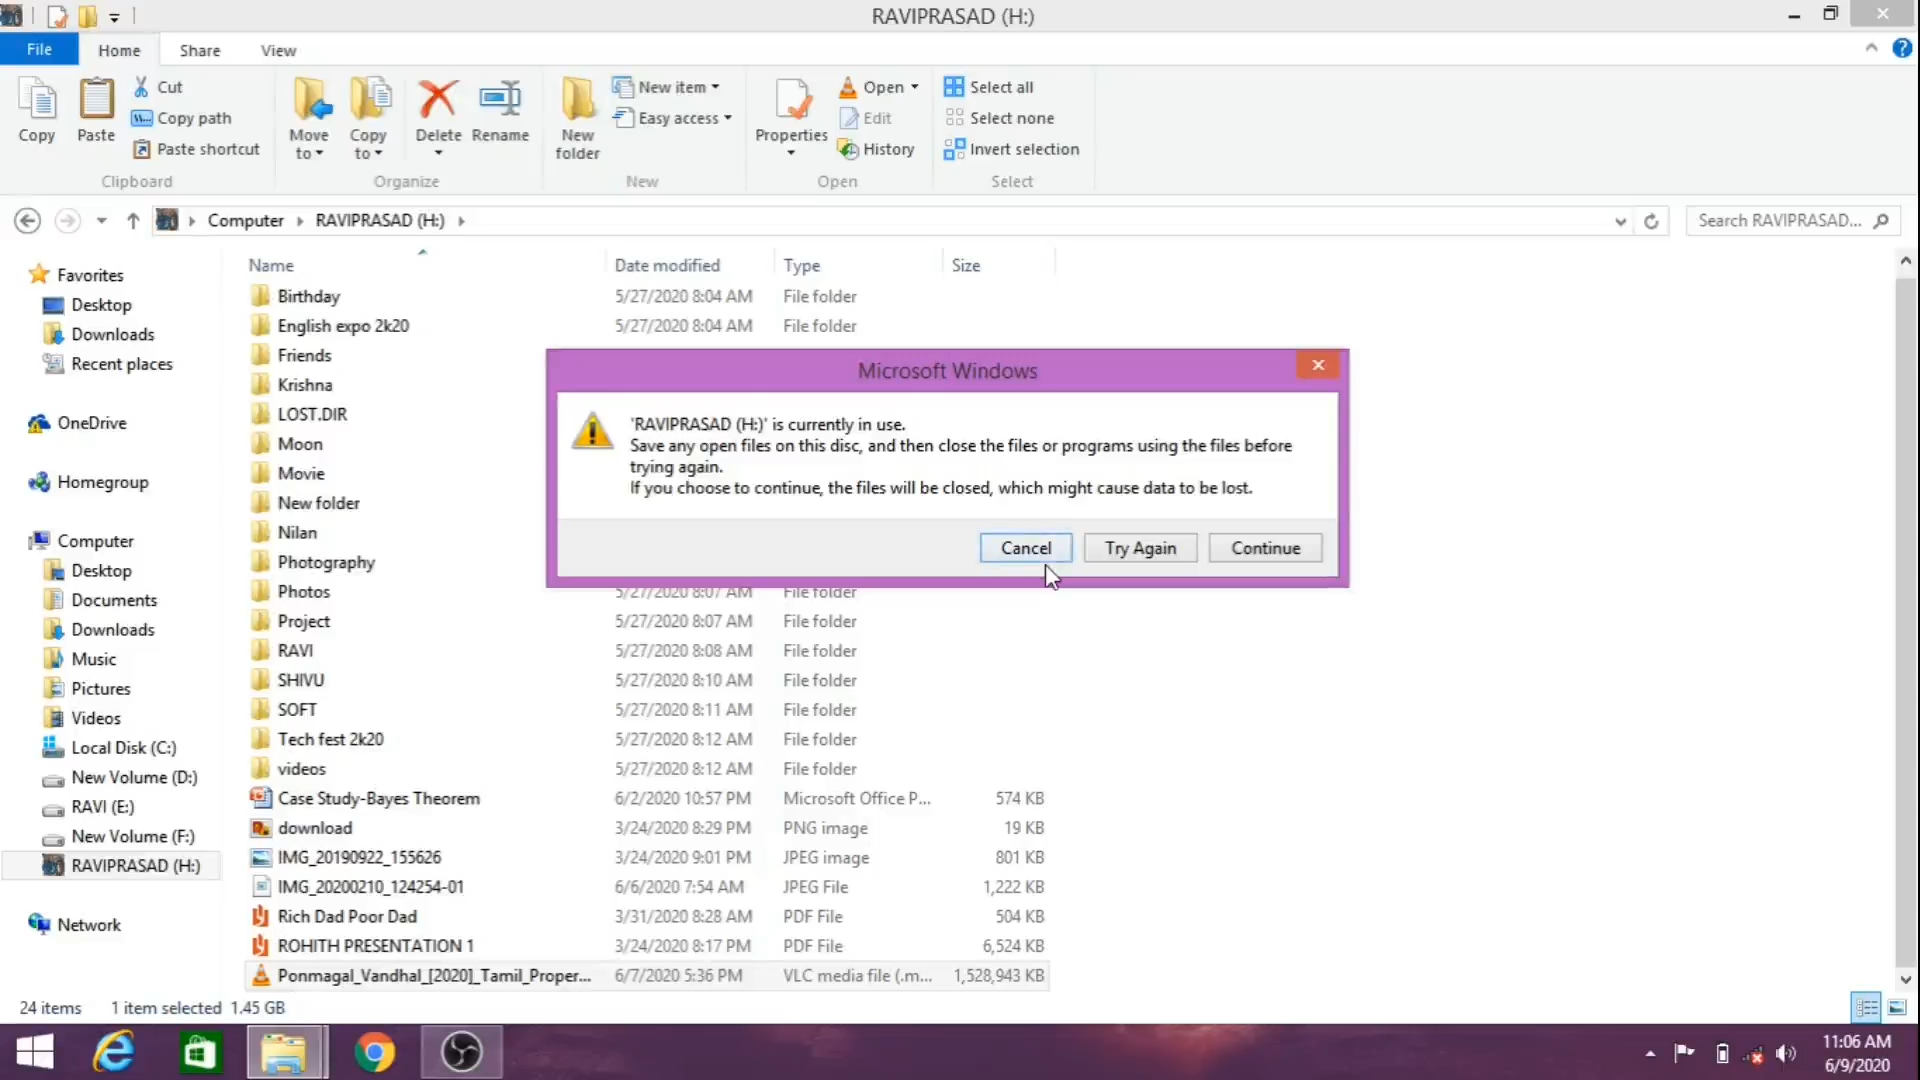 RAVIPRASAD (H:)
File Home Share View
Copy
Paste
Cut
Copy path
Paste shortcut
Clipboard
Move to
Copy to
Delete
Rename
Organize
New folder
New item
Easy access
New
Properties
Open
Edit
History
Open
Select all
Select none
Invert selection
Select
Computer RAVIPRASAD (H:)
Search RAVIPRASAD...
Favorites
Desktop
Downloads
Recent places
OneDrive
Homegroup
Computer
Desktop
Documents
Downloads
Music
Pictures
Videos
Local Disk (C:)
New Volume (D:)
RAVI (E:)
New Volume (F:)
RAVIPRASAD (H:)
Network
Name Date modified Type Size
Birthday 5/27/2020 8:04 AM File folder
English expo 2k20 5/27/2020 8:04 AM File folder
Friends
Krishna
LOST.DIR
Moon
Movie
New folder
Nilan
Photography
Photos 5/27/2020 8:07 AM File folder
Project 5/27/2020 8:07 AM File folder
RAVI 5/27/2020 8:08 AM File folder
SHIVU 5/27/2020 8:10 AM File folder
SOFT 5/27/2020 8:11 AM File folder
Tech fest 2k20 5/27/2020 8:12 AM File folder
videos 5/27/2020 8:12 AM File folder
Case Study-Bayes Theorem 6/2/2020 10:57 PM Microsoft Office P... 574 KB
download 3/24/2020 8:29 PM PNG image 19 KB
IMG_20190922_155626 3/24/2020 9:01 PM JPEG image 801 KB
IMG_20200210_124254-01 6/6/2020 7:54 AM JPEG File 1,222 KB
Rich Dad Poor Dad 3/31/2020 8:28 AM PDF File 504 KB
ROHITH PRESENTATION 1 3/24/2020 8:17 PM PDF File 6,524 KB
Ponmagal_Vandhal_[2020]_Tamil_Proper... 6/7/2020 5:36 PM VLC media file (.m... 1,528,943 KB
Microsoft Windows
'RAVIPRASAD (H:)' is currently in use.
Save any open files on this disc, and then close the files or programs using the files before
trying again.
If you choose to continue, the files will be closed, which might cause data to be lost.
Cancel Try Again Continue
24 items 1 item selected 1.45 GB
11:06 AM
6/9/2020